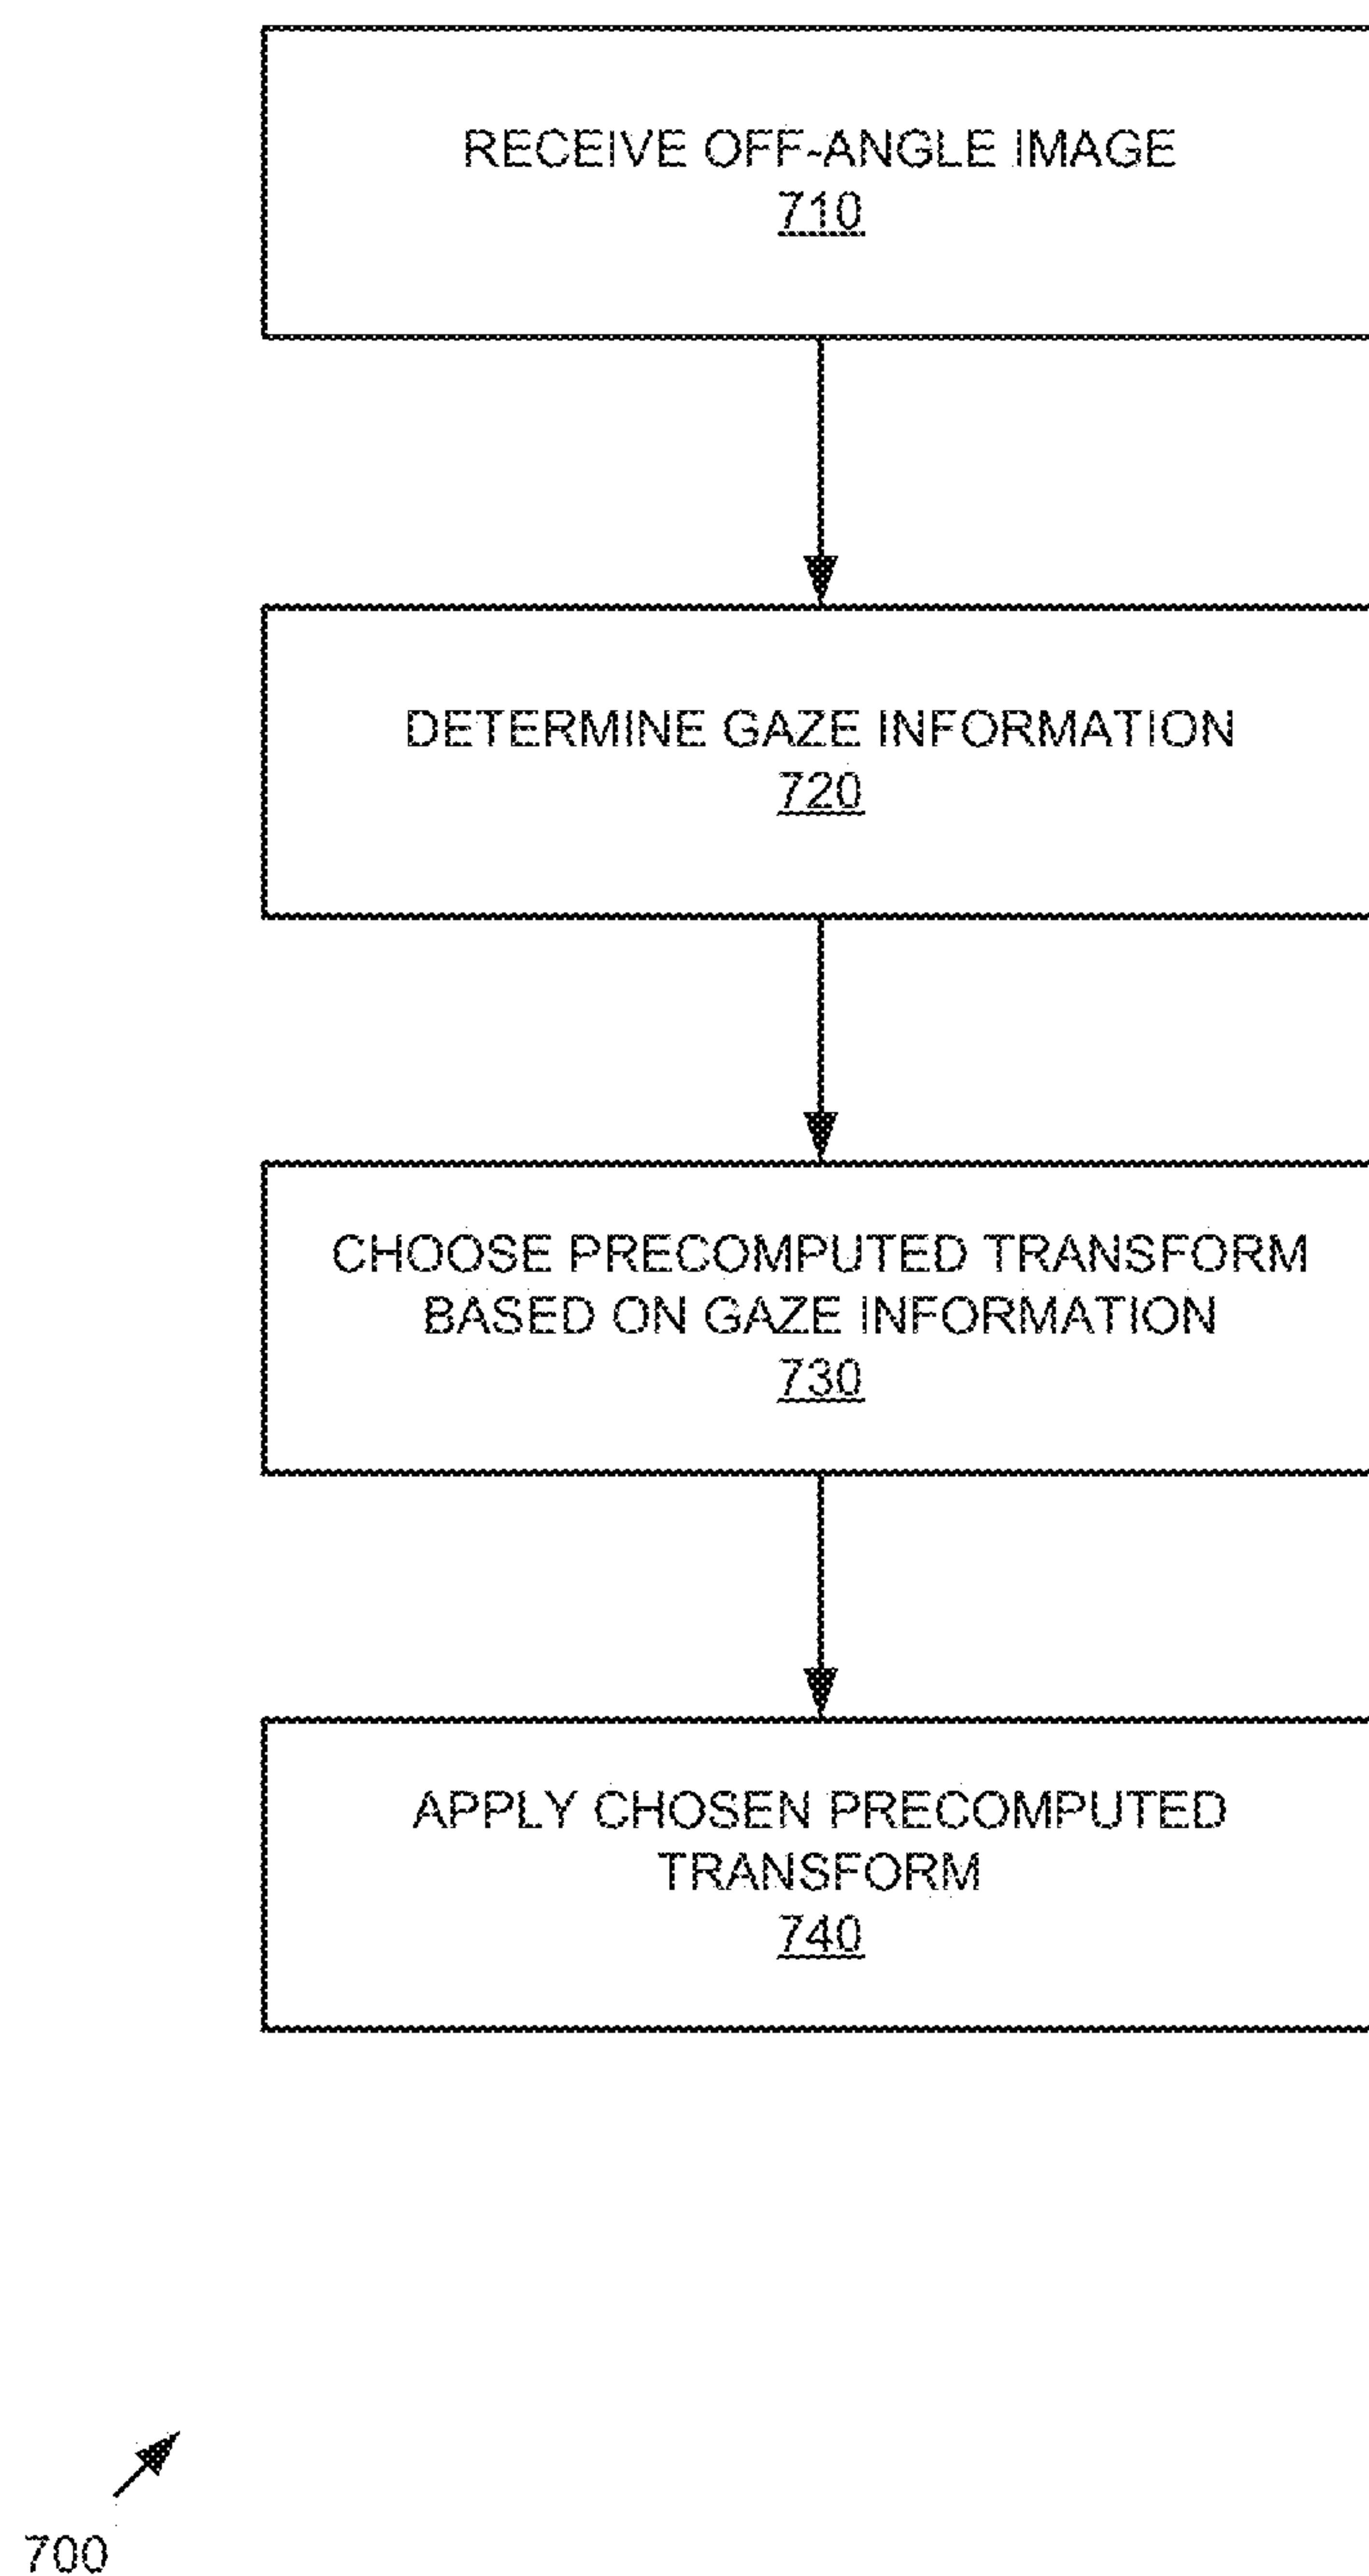 RECEIVE OFF-ANGLE IMAGE
710
DETERMINE GAZE INFORMATION
720
CHOOSE PRECOMPUTED TRANSFORM
BASED ON GAZE INFORMATION
730
APPLY CHOSEN PRECOMPUTED
TRANSFORM
740
700